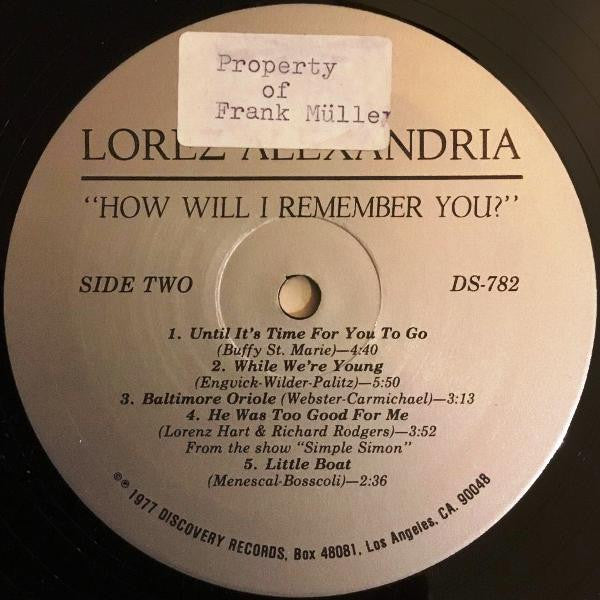 Property
of
Frank Müller
LOREZ ALEXANDRIA
"HOW WILL I REMEMBER YOU?"
SIDE TWO
DS-782
1. Until It's Time For You To Go
(Buffy St. Marie)—4:40
2. While We're Young
(Engvick-Wilder-Palitz)—5:50
3. Baltimore Oriole (Webster-Carmichael)—3:13
4. He Was Too Good For Me
(Lorenz Hart & Richard Rodgers)—3:52
From the show "Simple Simon"
5. Little Boat
(Menescal-Bosscoli)—2:36
©℗ 1977 DISCOVERY RECORDS, Box 48081, Los Angeles, CA. 90048